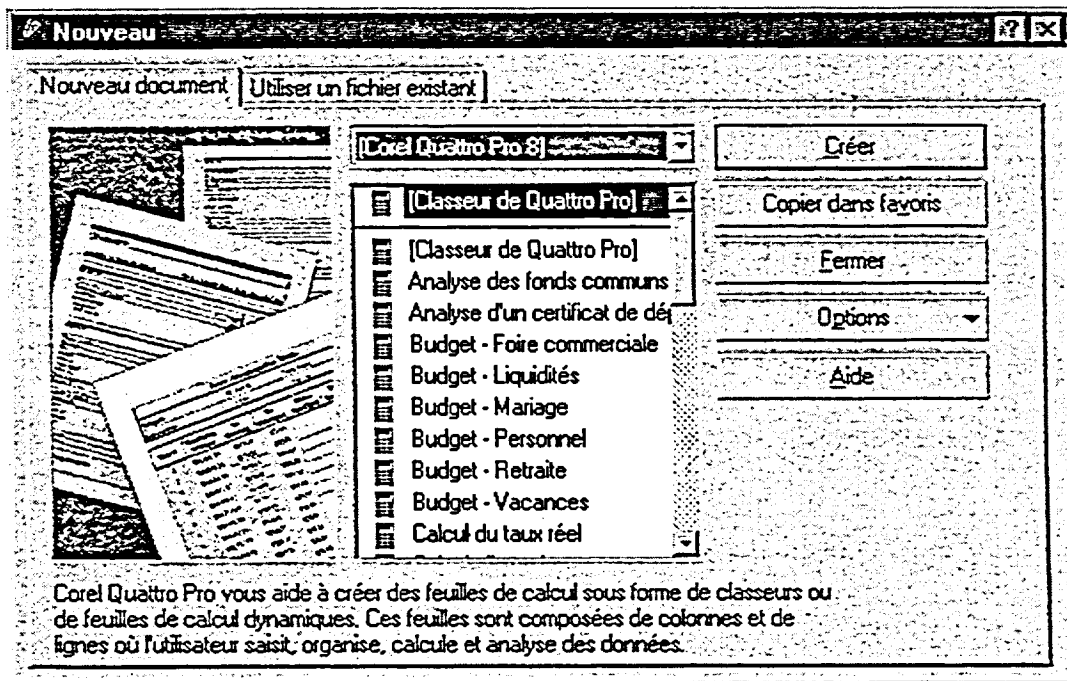 Nouveau
Nouveau document
Utiliser un fichier existant
[Corel Quattro Pro 8]
[Classeur de Quattro Pro]
[Classeur de Quattro Pro]
Analyse des fonds communs
Analyse d'un certificat de dép
Budget - Foire commerciale
Budget - Liquidités
Budget - Mariage
Budget - Personnel
Budget - Retraite
Budget - Vacances
Calcul du taux réel
Créer
Copier dans favoris
Fermer
Options
Aide
Corel Quattro Pro vous aide à créer des feuilles de calcul sous forme de classeurs ou
de feuilles de calcul dynamiques. Ces feuilles sont composées de colonnes et de
lignes où l'utilisateur saisit, organise, calcule et analyse des données.